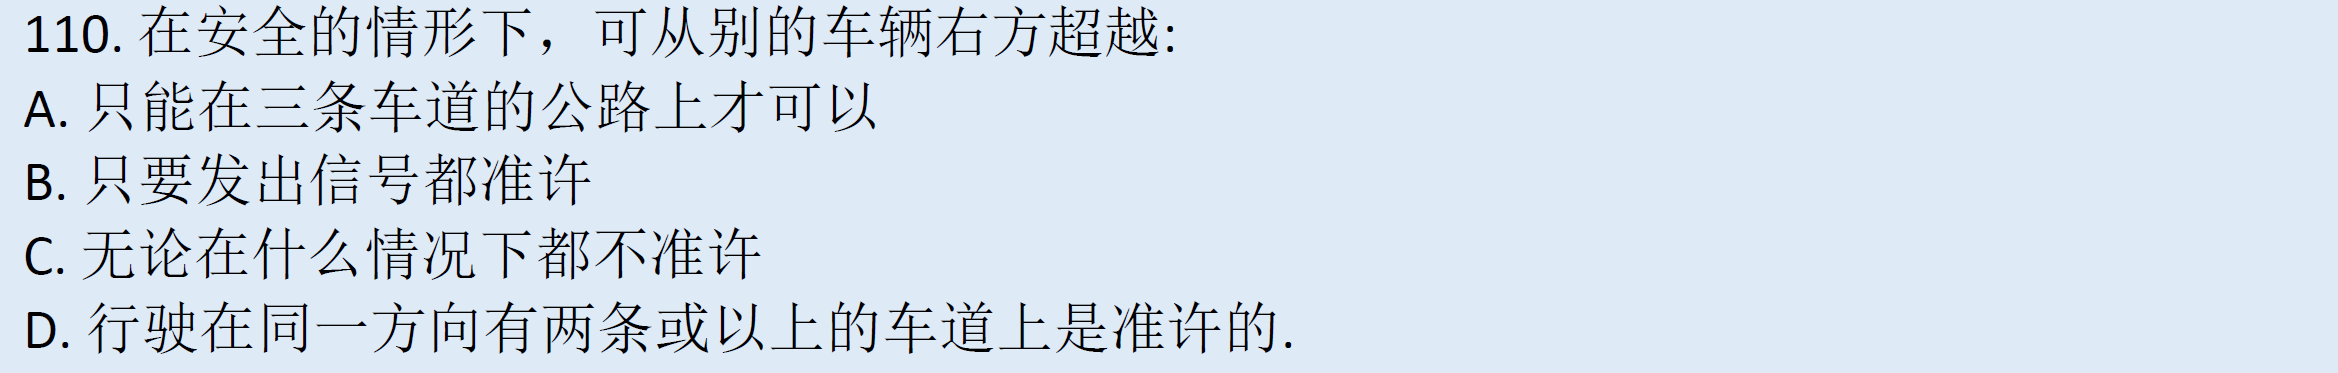 110. 在安全的情形下，可从别的车辆右方超越:
A. 只能在三条车道的公路上才可以
B. 只要发出信号都准许
C. 无论在什么情况下都不准许
D. 行驶在同一方向有两条或以上的车道上是准许的.